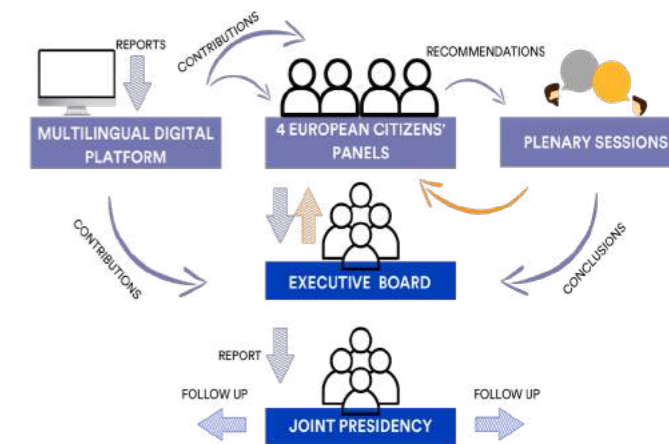 REPORTS
CONTRIBUTIONS
RECOMMENDATIONS
MULTILINGUAL DIGITAL
PLATFORM
4 EUROPEAN CITIZENS'
PANELS
PLENARY SESSIONS
CONTRIBUTIONS
EXECUTIVE BOARD
CONCLUSIONS
REPORT
FOLLOW UP
JOINT PRESIDENCY
FOLLOW UP